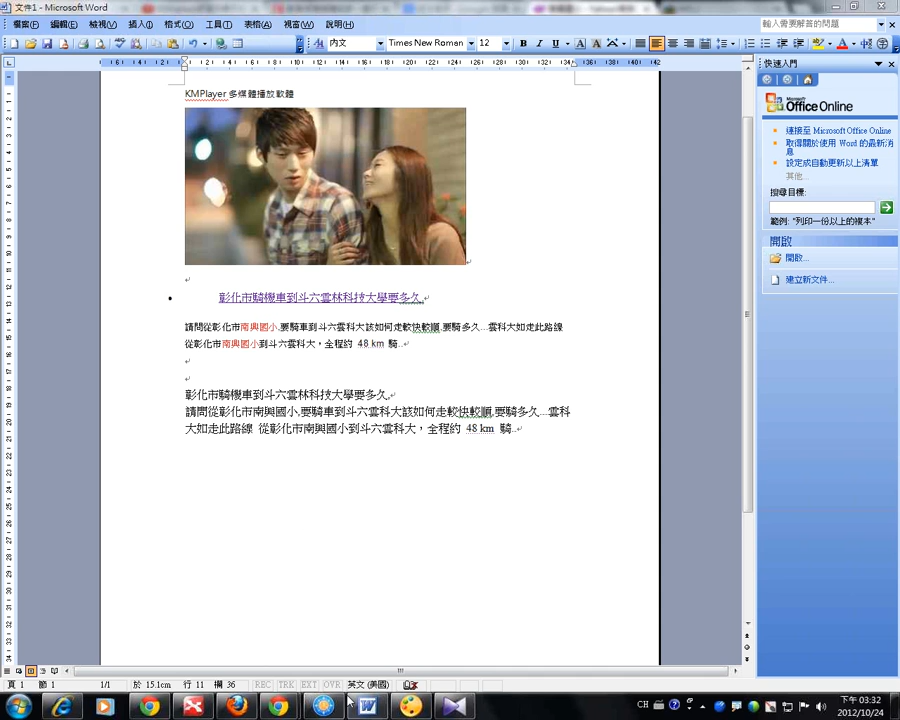 文件1 - Microsoft Word
檔案(F) 編輯(E) 檢視(V) 插入(I) 格式(O) 工具(T) 表格(A) 視窗(W) 說明(H) 輸入需要解答的問題
內文 Times New Roman 12 B I U A A
快速入門
KMPlayer 多媒體播放軟體
Microsoft
Office Online
連接至 Microsoft Office Online
取得關於使用 Word 的最新消
息
設定成自動更新以上清單
其他...
搜尋目標:
範例: "列印一份以上的複本"
開啟
開啟...
建立新文件...
彰化市騎機車到斗六雲林科技大學要多久.
請問從彰化市南興國小.要騎車到斗六雲科大該如何走較快較順.要騎多久...雲科大如走此路線
從彰化市南興國小到斗六雲科大，全程約 48 km 騎..
彰化市騎機車到斗六雲林科技大學要多久.
請問從彰化市南興國小.要騎車到斗六雲科大該如何走較快較順.要騎多久...雲科
大如走此路線 從彰化市南興國小到斗六雲科大，全程約 48 km 騎..
頁 1 節 1 1/1 於 15.1cm 行 11 欄 36 REC TRK EXT OVR 英文 (美國)
CH 下午 03:32
2012/10/24